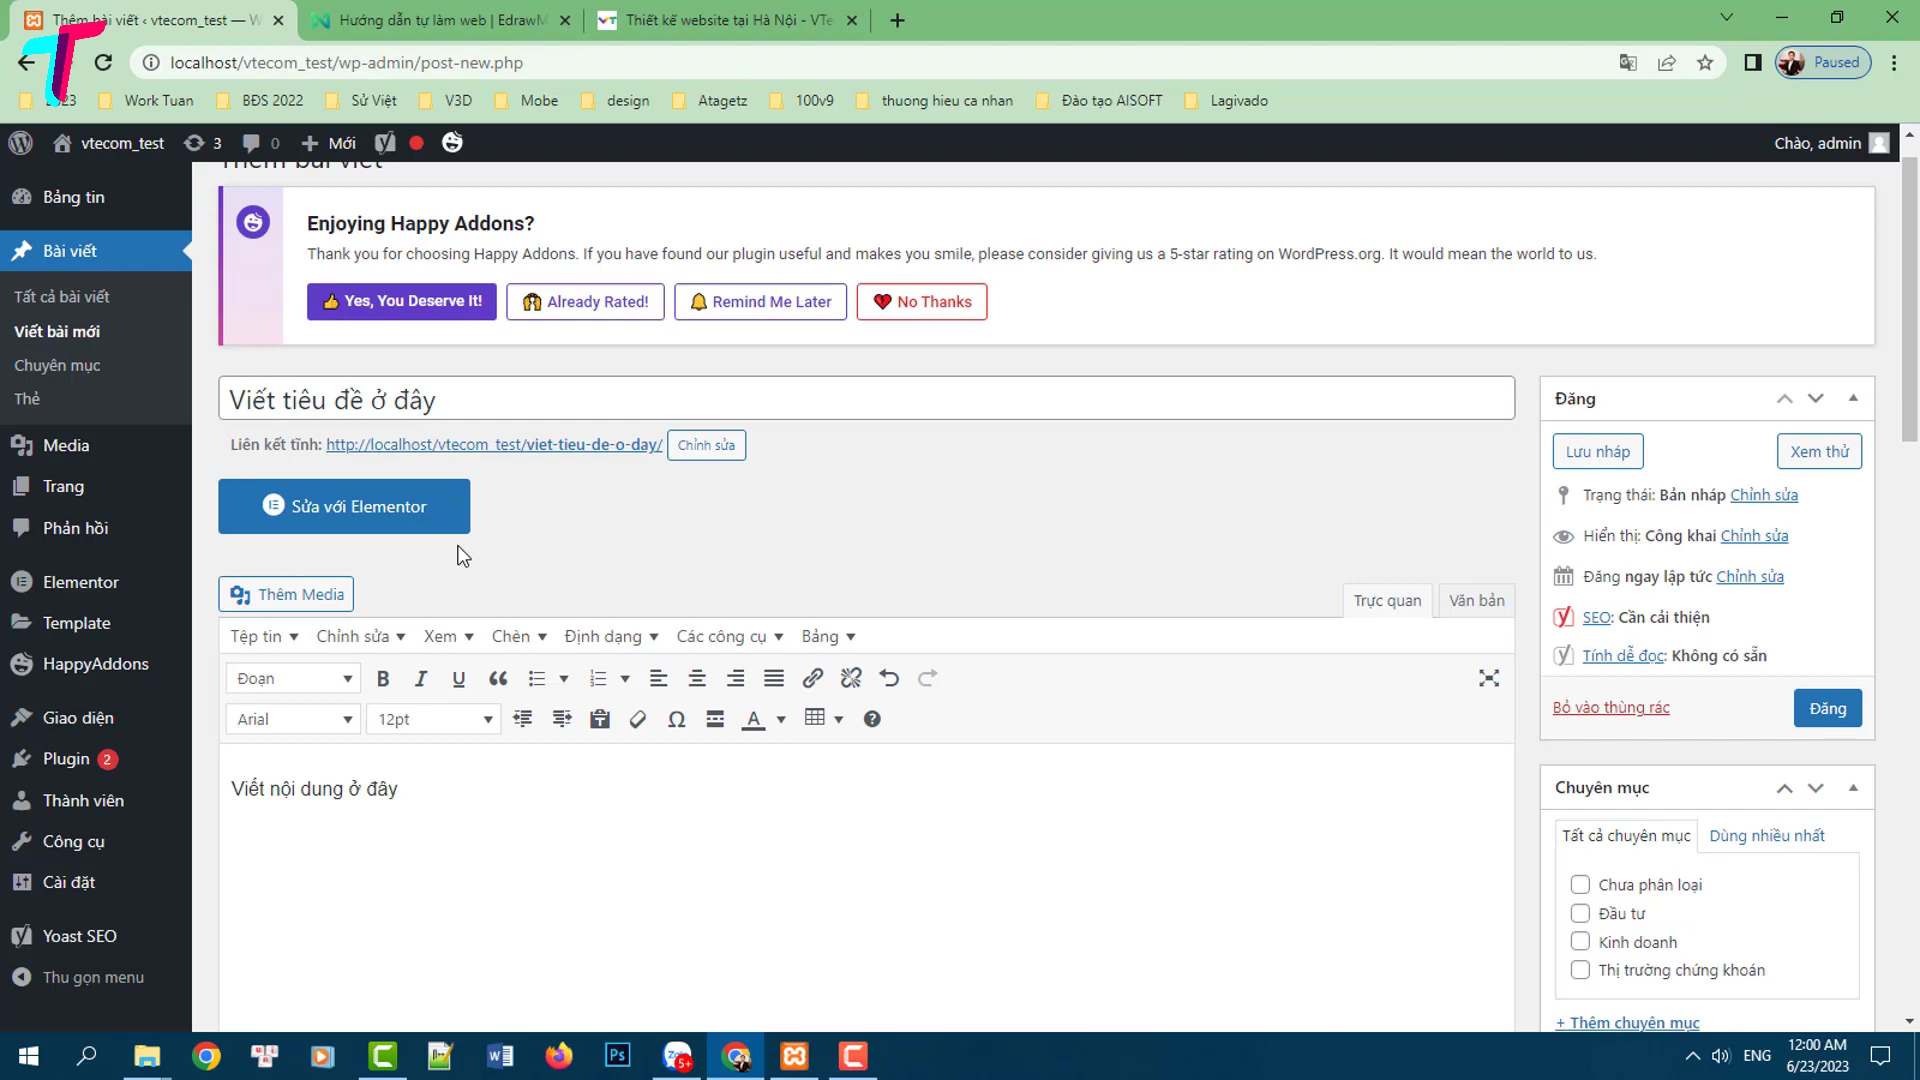 Thêm bài viết ‹ vtecom_test — W
Hướng dẫn tự làm web | EdrawM
Thiết kế website tại Hà Nội - VTe
localhost/vtecom_test/wp-admin/post-new.php
Paused
2023
Work Tuan
BĐS 2022
Sử Việt
V3D
Mobe
design
Atagetz
100v9
thuong hieu ca nhan
Đào tạo AISOFT
Lagivado
vtecom_test
3
0
Mới
Chào, admin
Thêm bài viết
Bảng tin
Bài viết
Tất cả bài viết
Viết bài mới
Chuyên mục
Thẻ
Media
Trang
Phản hồi
Elementor
Template
HappyAddons
Giao diện
Plugin 2
Thành viên
Công cụ
Cài đặt
Yoast SEO
Thu gọn menu
Enjoying Happy Addons?
Thank you for choosing Happy Addons. If you have found our plugin useful and makes you smile, please consider giving us a 5-star rating on WordPress.org. It would mean the world to us.
Yes, You Deserve It!
Already Rated!
Remind Me Later
No Thanks
Viết tiêu đề ở đây
Liên kết tĩnh: http://localhost/vtecom_test/viet-tieu-de-o-day/ Chỉnh sửa
Sửa với Elementor
Thêm Media
Trực quan
Văn bản
Tệp tin
Chỉnh sửa
Xem
Chèn
Định dạng
Các công cụ
Bảng
Đoạn
Arial
12pt
Viết nội dung ở đây
Đăng
Lưu nháp
Xem thử
Trạng thái: Bản nháp Chỉnh sửa
Hiển thị: Công khai Chỉnh sửa
Đăng ngay lập tức Chỉnh sửa
SEO: Cần cải thiện
Tính dễ đọc: Không có sẵn
Bỏ vào thùng rác
Đăng
Chuyên mục
Tất cả chuyên mục
Dùng nhiều nhất
Chưa phân loại
Đầu tư
Kinh doanh
Thị trường chứng khoán
+ Thêm chuyên mục
ENG
12:00 AM
6/23/2023